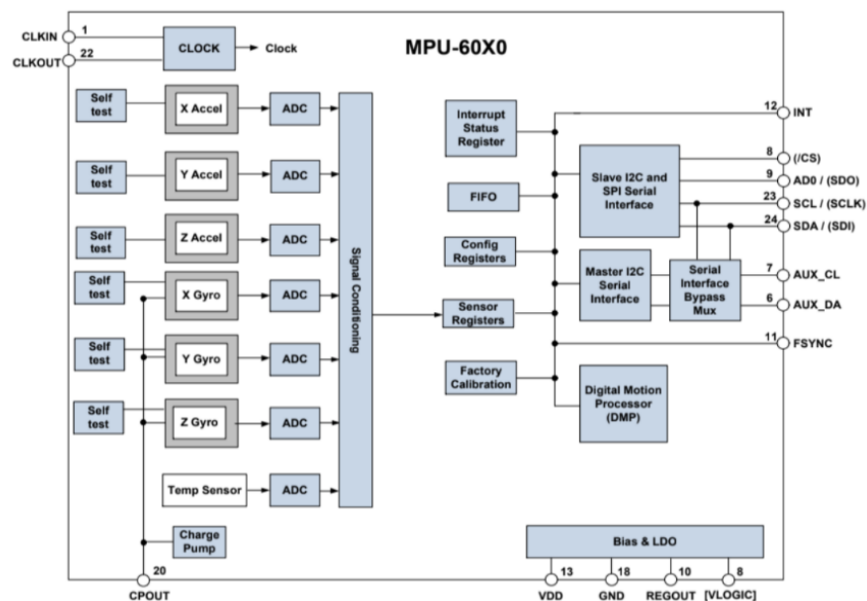 MPU-60X0
CLKIN
1
CLKOUT
22
CLOCK
Clock
Self
test
X Accel
ADC
Self
test
Y Accel
ADC
Self
test
Z Accel
ADC
Self
test
X Gyro
ADC
Self
test
Y Gyro
ADC
Self
test
Z Gyro
ADC
Temp Sensor
ADC
Charge
Pump
20
CPOUT
Signal Conditioning
Interrupt
Status
Register
FIFO
Config
Registers
Sensor
Registers
Factory
Calibration
Slave I2C and
SPI Serial
Interface
Master I2C
Serial
Interface
Serial
Interface
Bypass
Mux
Digital Motion
Processor
(DMP)
12
INT
8
(/CS)
9
AD0 / (SDO)
23
SCL / (SCLK)
24
SDA / (SDI)
7
AUX_CL
6
AUX_DA
11
FSYNC
Bias & LDO
13
VDD
18
GND
10
REGOUT
8
[VLOGIC]